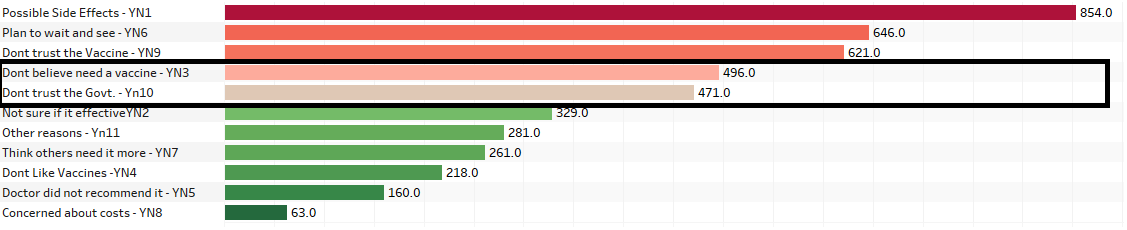 Possible Side Effects - YN1 854.0
Plan to wait and see - YN6 646.0
Dont trust the Vaccine - YN9 621.0
Dont believe need a vaccine - YN3 496.0
Dont trust the Govt. - Yn10 471.0
Not sure if it effectiveYN2 329.0
Other reasons - Yn11 281.0
Think others need it more - YN7 261.0
Dont Like Vaccines -YN4 218.0
Doctor did not recommend it - YN5 160.0
Concerned about costs - YN8 63.0